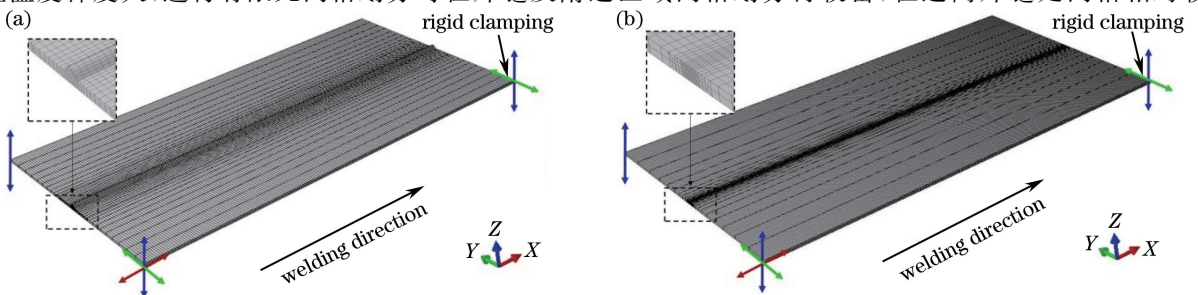 (a)
rigid clamping
welding direction
Z
Y
X
(b)
rigid clamping
welding direction
Z
Y
X